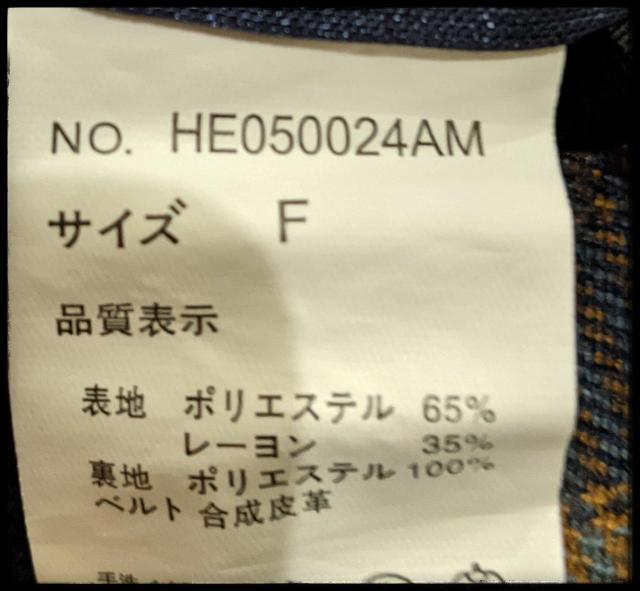 NO. HE050024AM
サイズ F
品質表示
表地 ポリエステル 65%
レーヨン 35%
裏地 ポリエステル 100%
ベルト 合成皮革